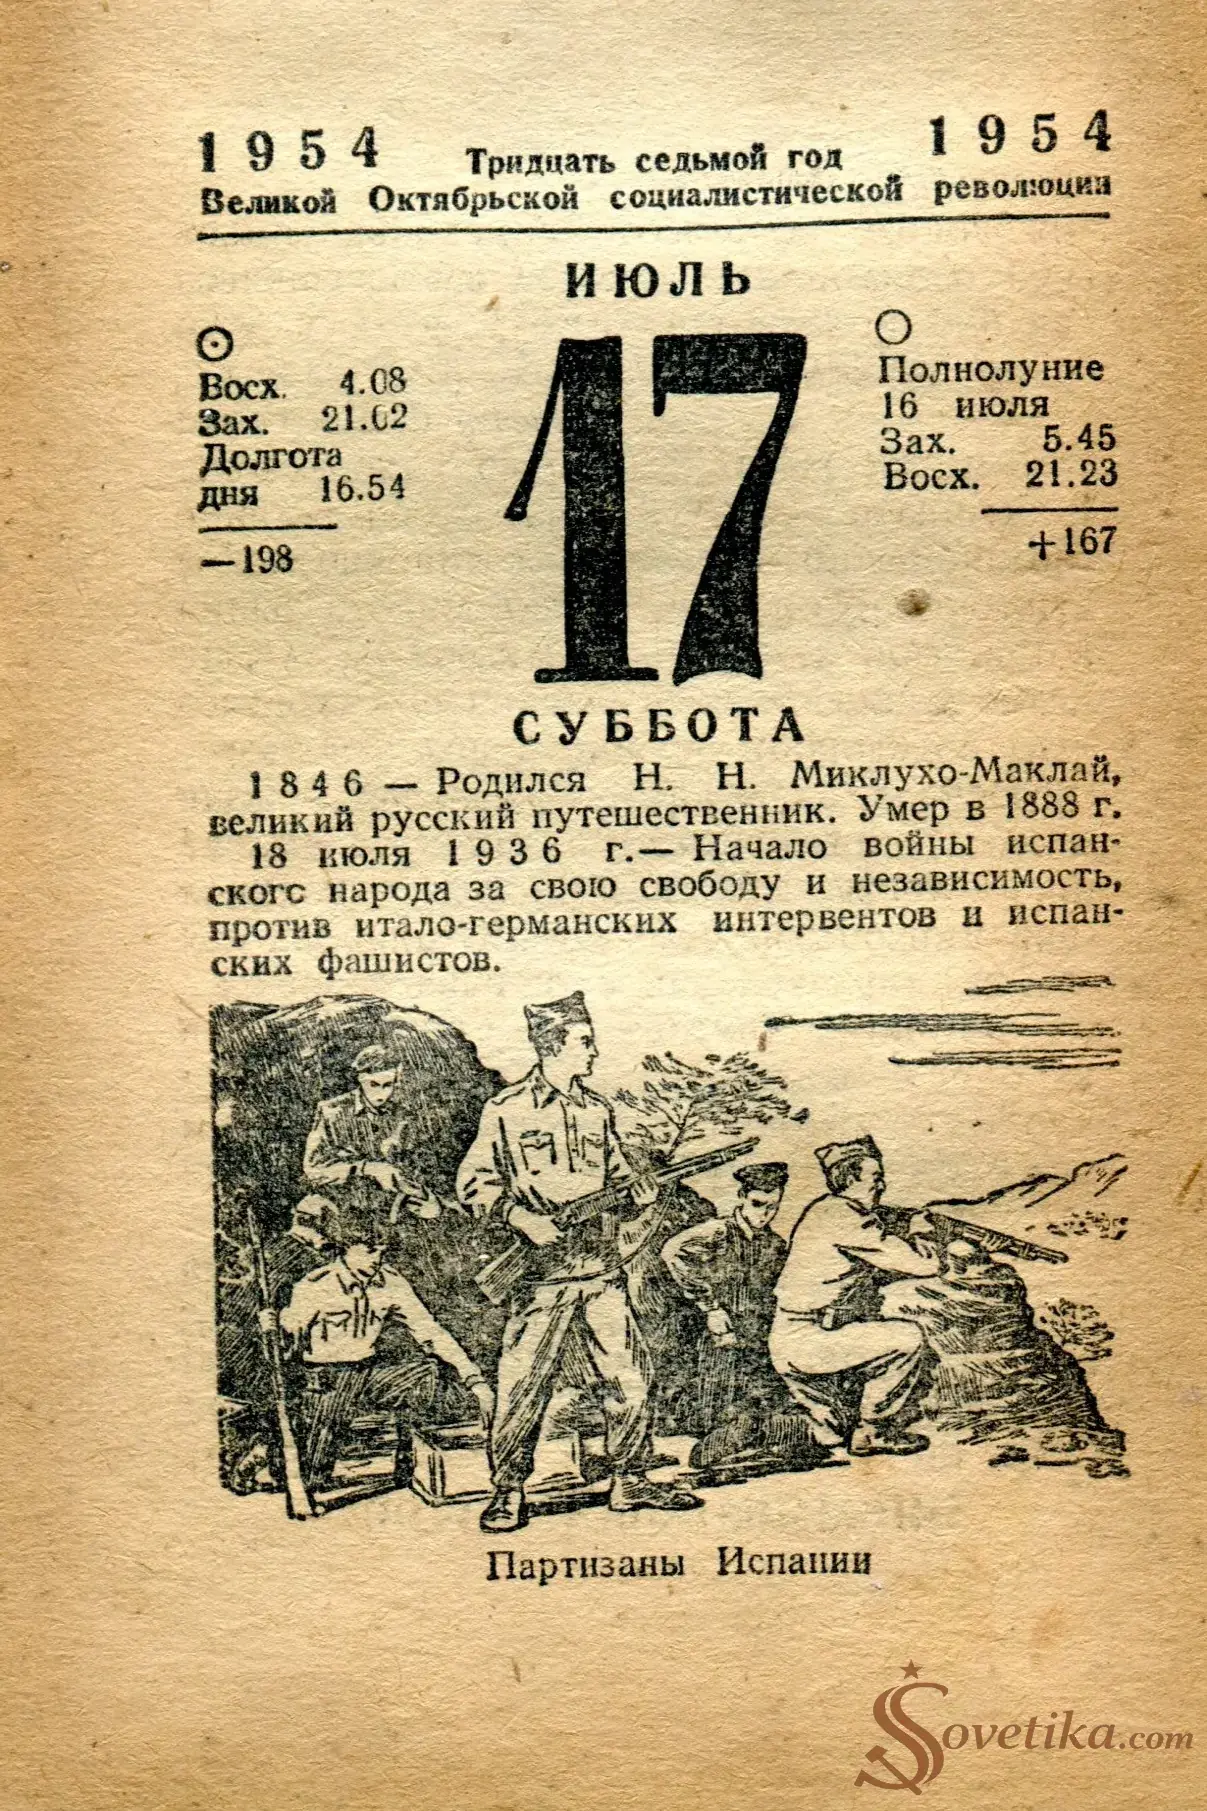 1954 Тридцать седьмой год 1954
Великой Октябрьской социалистической революции
ИЮЛЬ
Восх. 4.08
Зах. 21.02
Долгота
дня 16.54
—198
17
Полнолуние
16 июля
Зах. 5.45
Восх. 21.23
+167
СУББОТА
1846 — Родился Н. Н. Миклухо-Маклай,
великий русский путешественник. Умер в 1888 г.
18 июля 1936 г.— Начало войны испан-
ского народа за свою свободу и независимость,
против итало-германских интервентов и испан-
ских фашистов.
Партизаны Испании
Sovetika.com